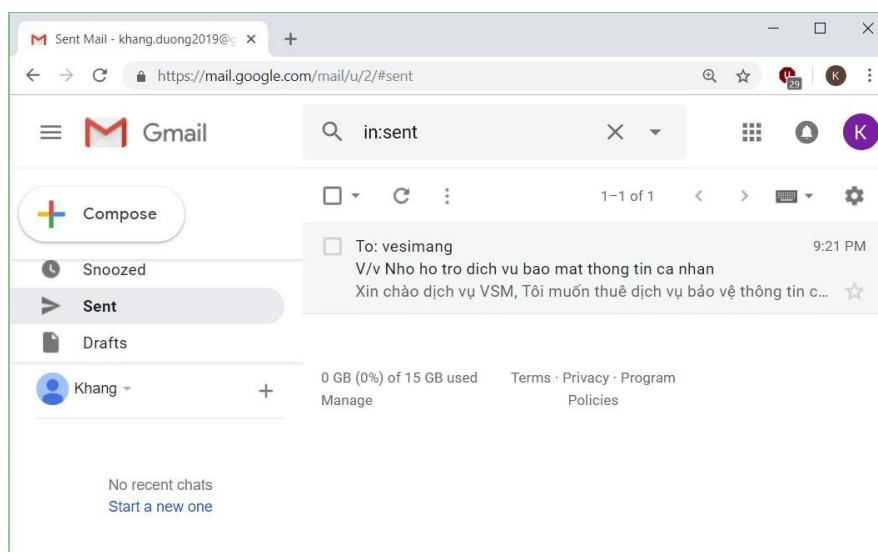 Sent Mail - khang.duong2019@g
https://mail.google.com/mail/u/2/#sent
29
K
Gmail
in:sent
K
Compose
1–1 of 1
Snoozed
Sent
Drafts
To: vesimang
9:21 PM
V/v Nho ho tro dich vu bao mat thong tin ca nhan
Xin chào dịch vụ VSM, Tôi muốn thuê dịch vụ bảo vệ thông tin c...
Khang
0 GB (0%) of 15 GB used
Manage
Terms · Privacy · Program
Policies
No recent chats
Start a new one